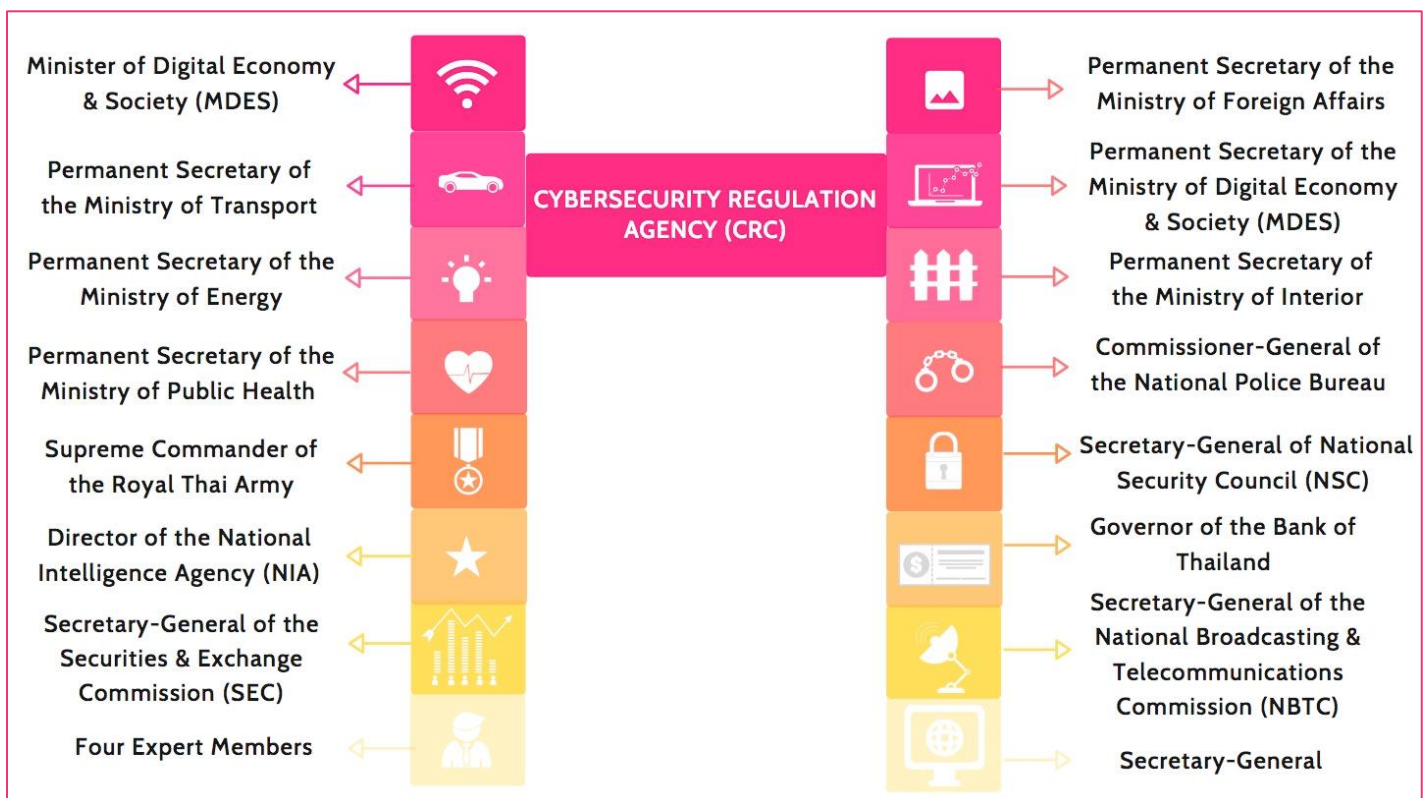 Minister of Digital Economy
& Society (MDES)
Permanent Secretary of
the Ministry of Transport
Permanent Secretary of the
Ministry of Energy
Permanent Secretary of the
Ministry of Public Health
Supreme Commander of
the Royal Thai Army
Director of the National
Intelligence Agency (NIA)
Secretary-General of the
Securities & Exchange
Commission (SEC)
Four Expert Members
CYBERSECURITY REGULATION
AGENCY (CRC)
Permanent Secretary of the
Ministry of Foreign Affairs
Permanent Secretary of the
Ministry of Digital Economy
& Society (MDES)
Permanent Secretary of
the Ministry of Interior
Commissioner-General of
the National Police Bureau
Secretary-General of National
Security Council (NSC)
$
Governor of the Bank of
Thailand
Secretary-General of the
National Broadcasting &
Telecommunications
Commission (NBTC)
Secretary-General